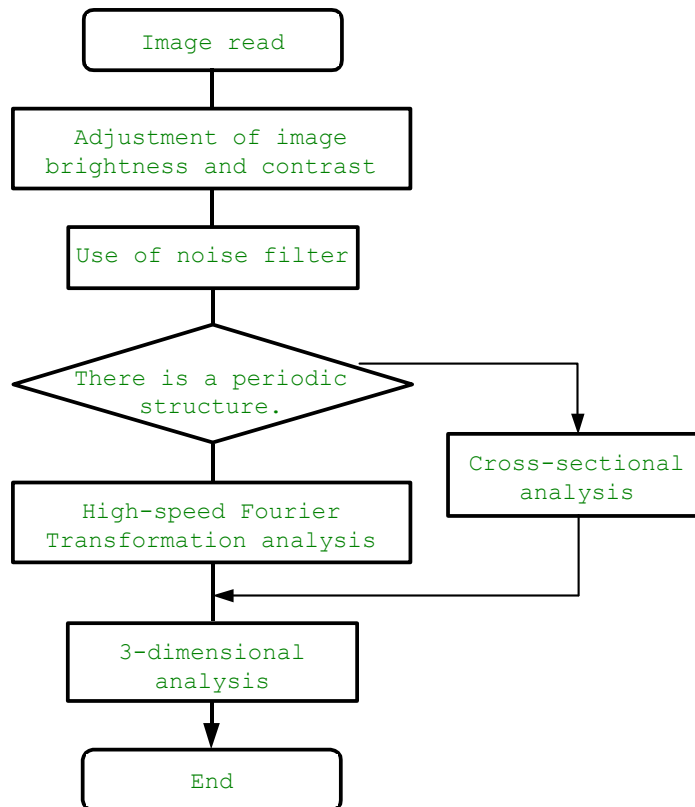 Image read
Adjustment of image
brightness and contrast
Use of noise filter
There is a periodic
structure.
Cross-sectional
analysis
High-speed Fourier
Transformation analysis
3-dimensional
analysis
End